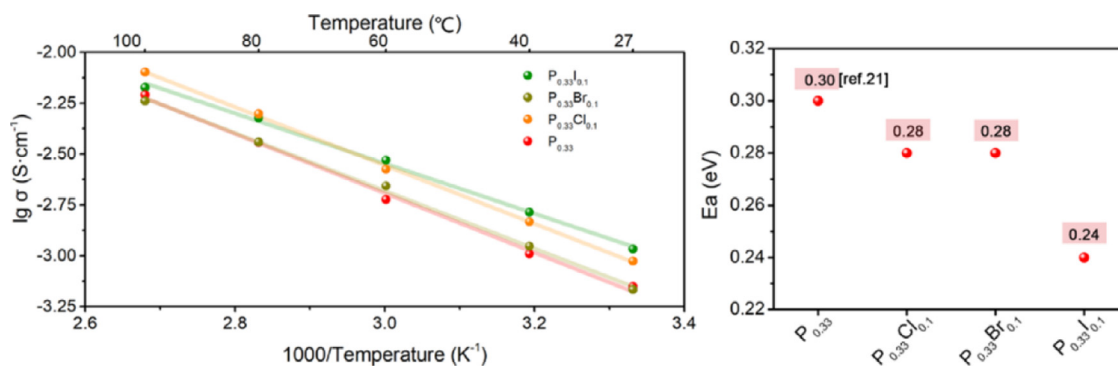 Temperature (℃)
100 80 60 40 27
-2.00
-2.25
-2.50
-2.75
-3.00
-3.25
lg σ (S·cm⁻¹)
P₀.₃₃I₀.₁
P₀.₃₃Br₀.₁
P₀.₃₃Cl₀.₁
P₀.₃₃
2.6 2.8 3.0 3.2 3.4
1000/Temperature (K⁻¹)
0.32
0.30
0.28
0.26
0.24
0.22
Ea (eV)
0.30 [ref.21]
0.28 0.28
0.24
P₀.₃₃ P₀.₃₃Cl₀.₁ P₀.₃₃Br₀.₁ P₀.₃₃I₀.₁